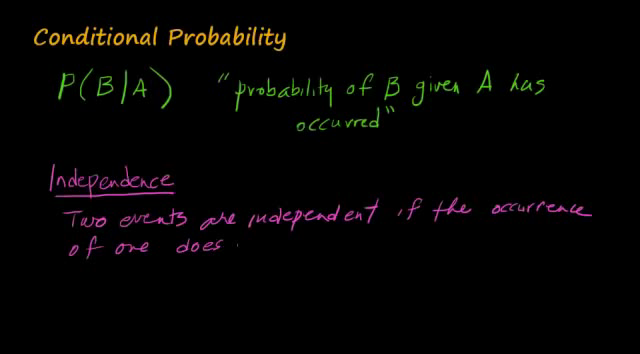 Conditional Probability
P(B|A) "probability of B given A has
occurred"
Independence
Two events are independent if the occurrence
of one does